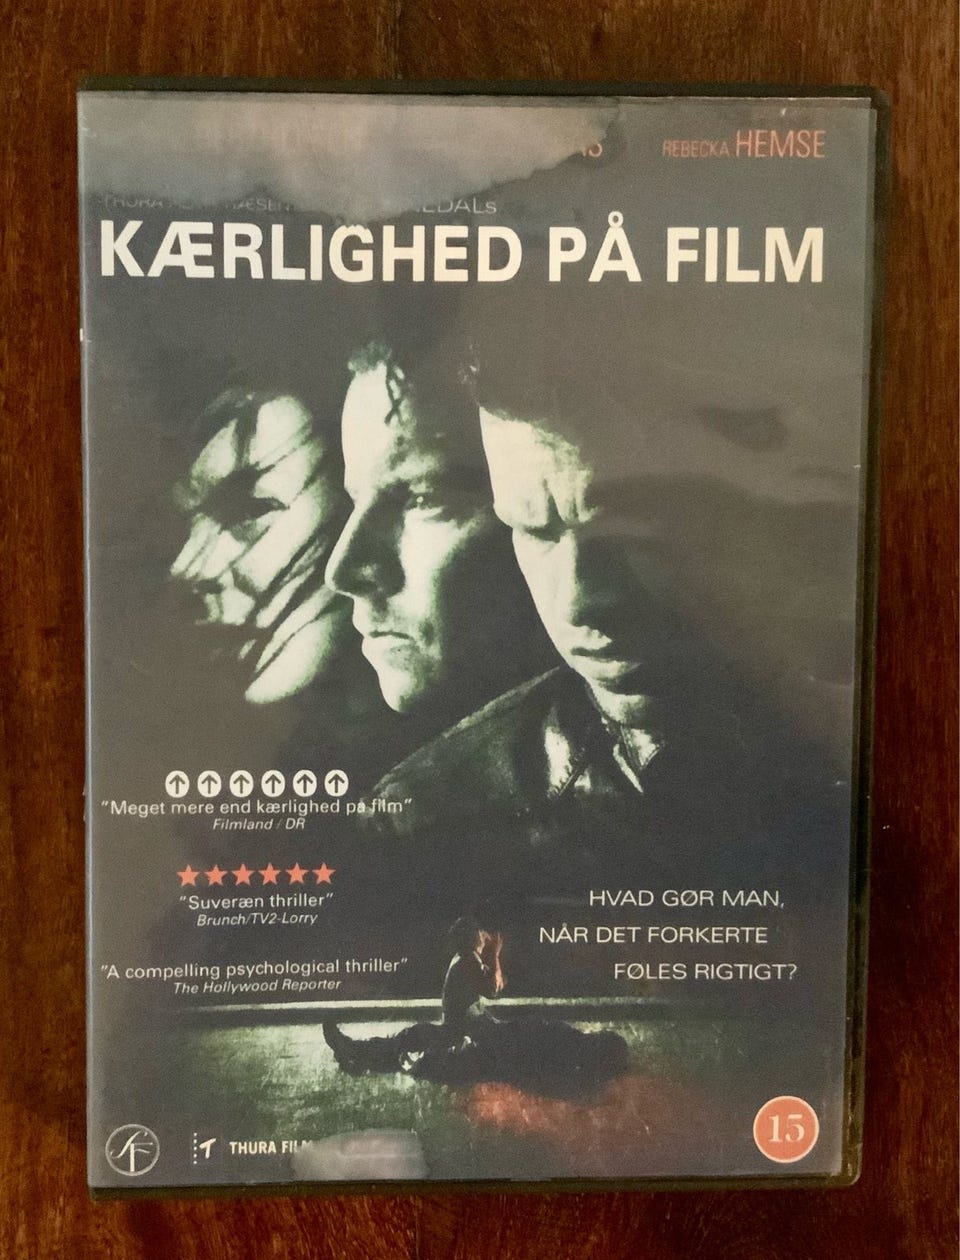 REBECKA HEMSE
KÆRLIGHED PÅ FILM
"Meget mere end kærlighed på film"
Filmland / DR
"Suveræn thriller"
Brunch/TV2-Lorry
"A compelling psychological thriller"
The Hollywood Reporter
HVAD GØR MAN,
NÅR DET FORKERTE
FØLES RIGTIGT?
SF
THURA
15